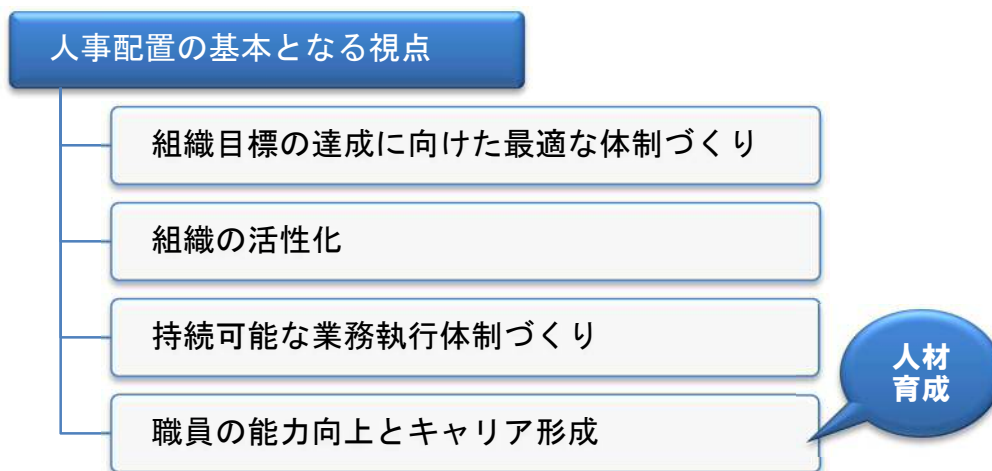 人事配置の基本となる視点
組織目標の達成に向けた最適な体制づくり
組織の活性化
持続可能な業務執行体制づくり
職員の能力向上とキャリア形成
人材
育成